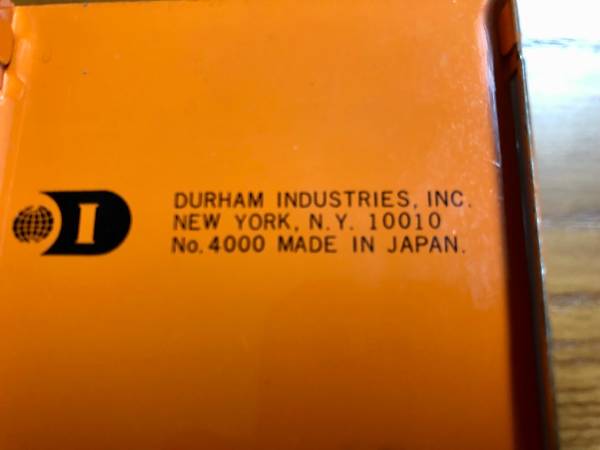 I
DURHAM INDUSTRIES, INC.
NEW YORK, N.Y. 10010
No. 4000 MADE IN JAPAN.